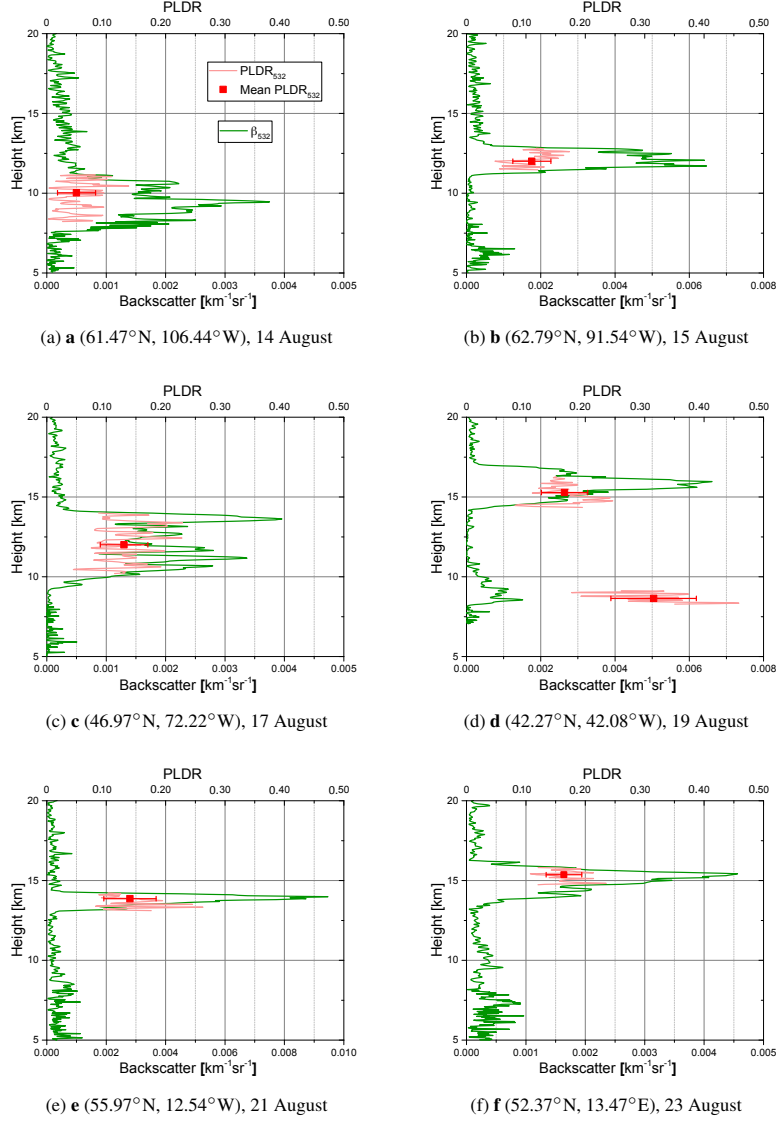 PLDR PLDR
0.00 0.10 0.20 0.30 0.40 0.50 0.00 0.10 0.20 0.30 0.40 0.50
20 20
PLDR532
Mean PLDR532
β532
15 15
Height [km] Height [km]
10 10
5 5
0.000 0.001 0.002 0.003 0.004 0.005 0.000 0.002 0.004 0.006 0.008
Backscatter [km-1sr-1] Backscatter [km-1sr-1]
(a) a (61.47°N, 106.44°W), 14 August (b) b (62.79°N, 91.54°W), 15 August
PLDR PLDR
0.00 0.10 0.20 0.30 0.40 0.50 0.00 0.10 0.20 0.30 0.40 0.50
20 20
15 15
Height [km] Height [km]
10 10
5 5
0.000 0.001 0.002 0.003 0.004 0.005 0.000 0.002 0.004 0.006 0.008
Backscatter [km-1sr-1] Backscatter [km-1sr-1]
(c) c (46.97°N, 72.22°W), 17 August (d) d (42.27°N, 42.08°W), 19 August
PLDR PLDR
0.00 0.10 0.20 0.30 0.40 0.50 0.00 0.10 0.20 0.30 0.40 0.50
20 20
15 15
Height [km] Height [km]
10 10
5 5
0.000 0.002 0.004 0.006 0.008 0.010 0.000 0.001 0.002 0.003 0.004 0.005
Backscatter [km-1sr-1] Backscatter [km-1sr-1]
(e) e (55.97°N, 12.54°W), 21 August (f) f (52.37°N, 13.47°E), 23 August